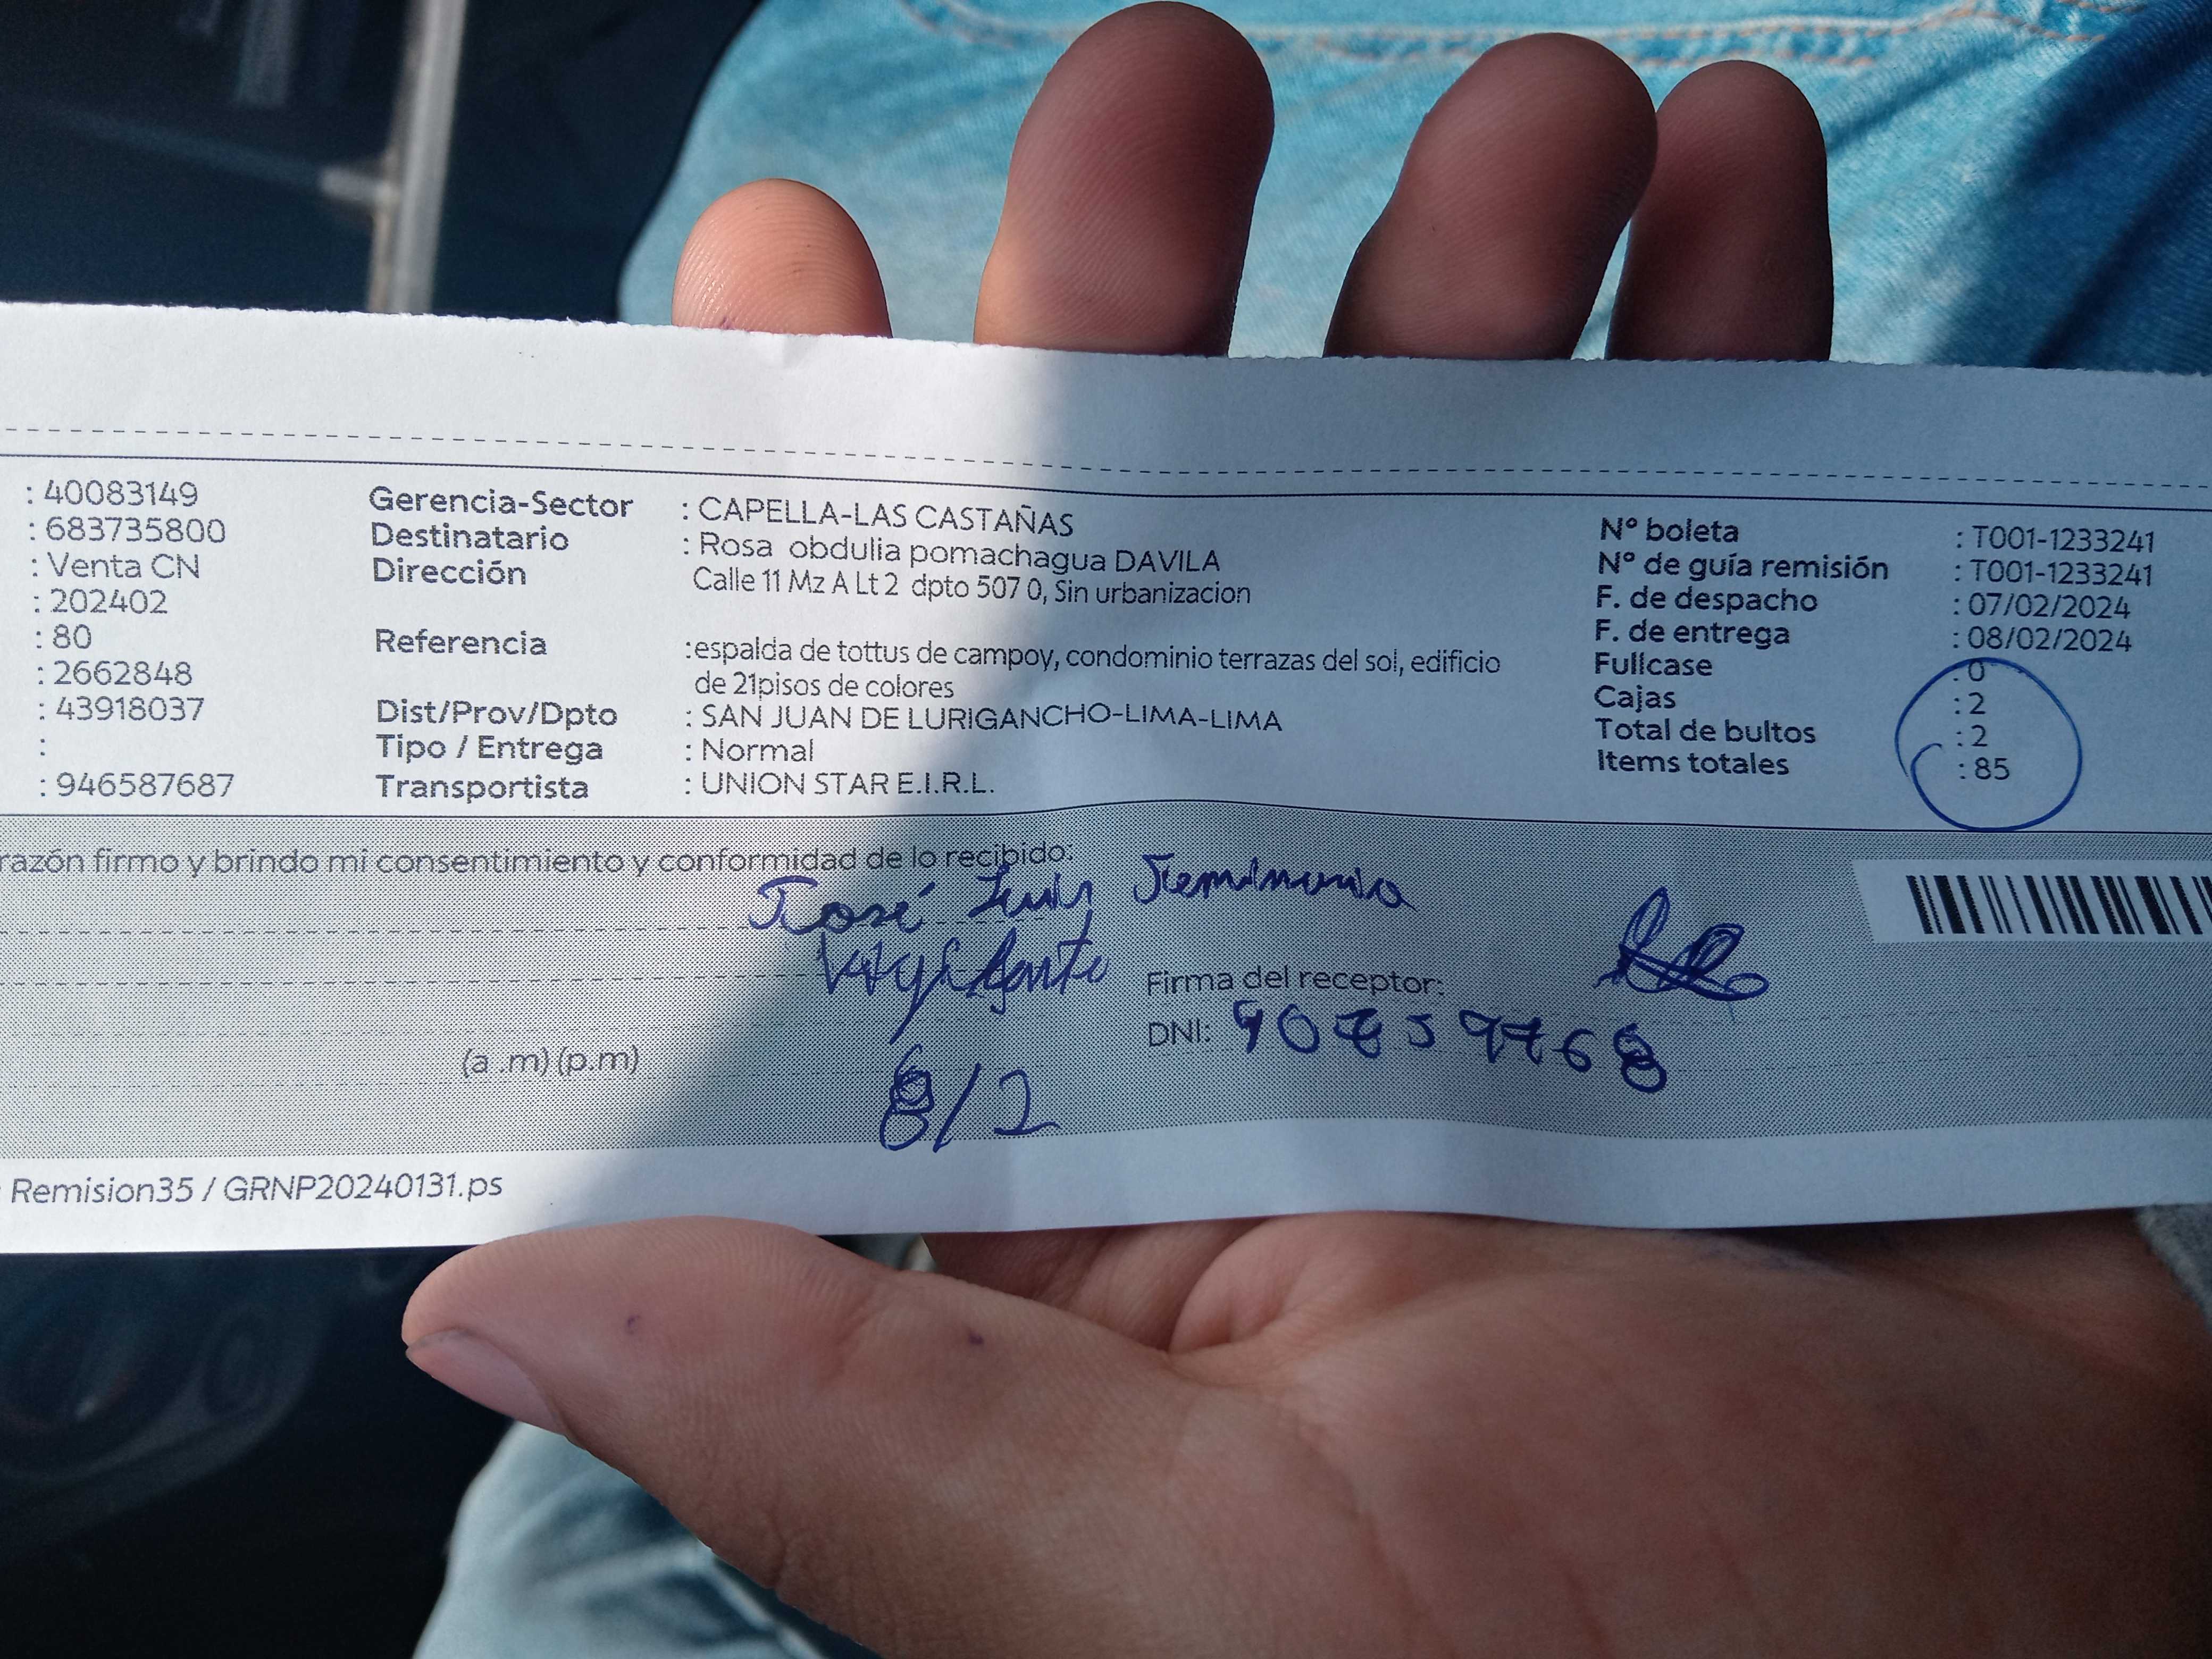 : 40083149
: 683735800
: Venta CN
: 202402
: 80
: 2662848
: 43918037
:
: 946587687
Gerencia-Sector : CAPELLA-LAS CASTAÑAS
Destinatario : Rosa obdulia pomachagua DAVILA
Dirección Calle 11 Mz A Lt 2 dpto 507 0, Sin urbanizacion
Referencia :espalda de tottus de campoy, condominio terrazas del sol, edificio
de 21pisos de colores
Dist/Prov/Dpto : SAN JUAN DE LURIGANCHO-LIMA-LIMA
Tipo / Entrega : Normal
Transportista : UNION STAR E.I.R.L.
Nº boleta : T001-1233241
Nº de guía remisión : T001-1233241
F. de despacho : 07/02/2024
F. de entrega : 08/02/2024
Fullcase : 0
Cajas : 2
Total de bultos : 2
Items totales : 85
razón firmo y brindo mi consentimiento y conformidad de lo recibido:
José Luis
Vigilante
Firma del receptor:
DNI:
(a .m) (p.m)
8/2
Remision35 / GRNP20240131.ps